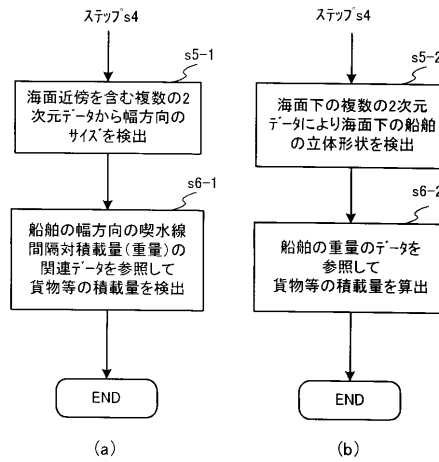 ステップs4
s5-1
海面近傍を含む複数の2
次元データから幅方向の
サイズを検出
s6-1
船舶の幅方向の喫水線
間隔対積載量(重量)の
関連データを参照して
貨物等の積載量を検出
END
(a)
ステップs4
s5-2
海面下の複数の2次元
データにより海面下の船舶
の立体形状を検出
s6-2
船舶の重量のデータを
参照して
貨物等の積載量を算出
END
(b)